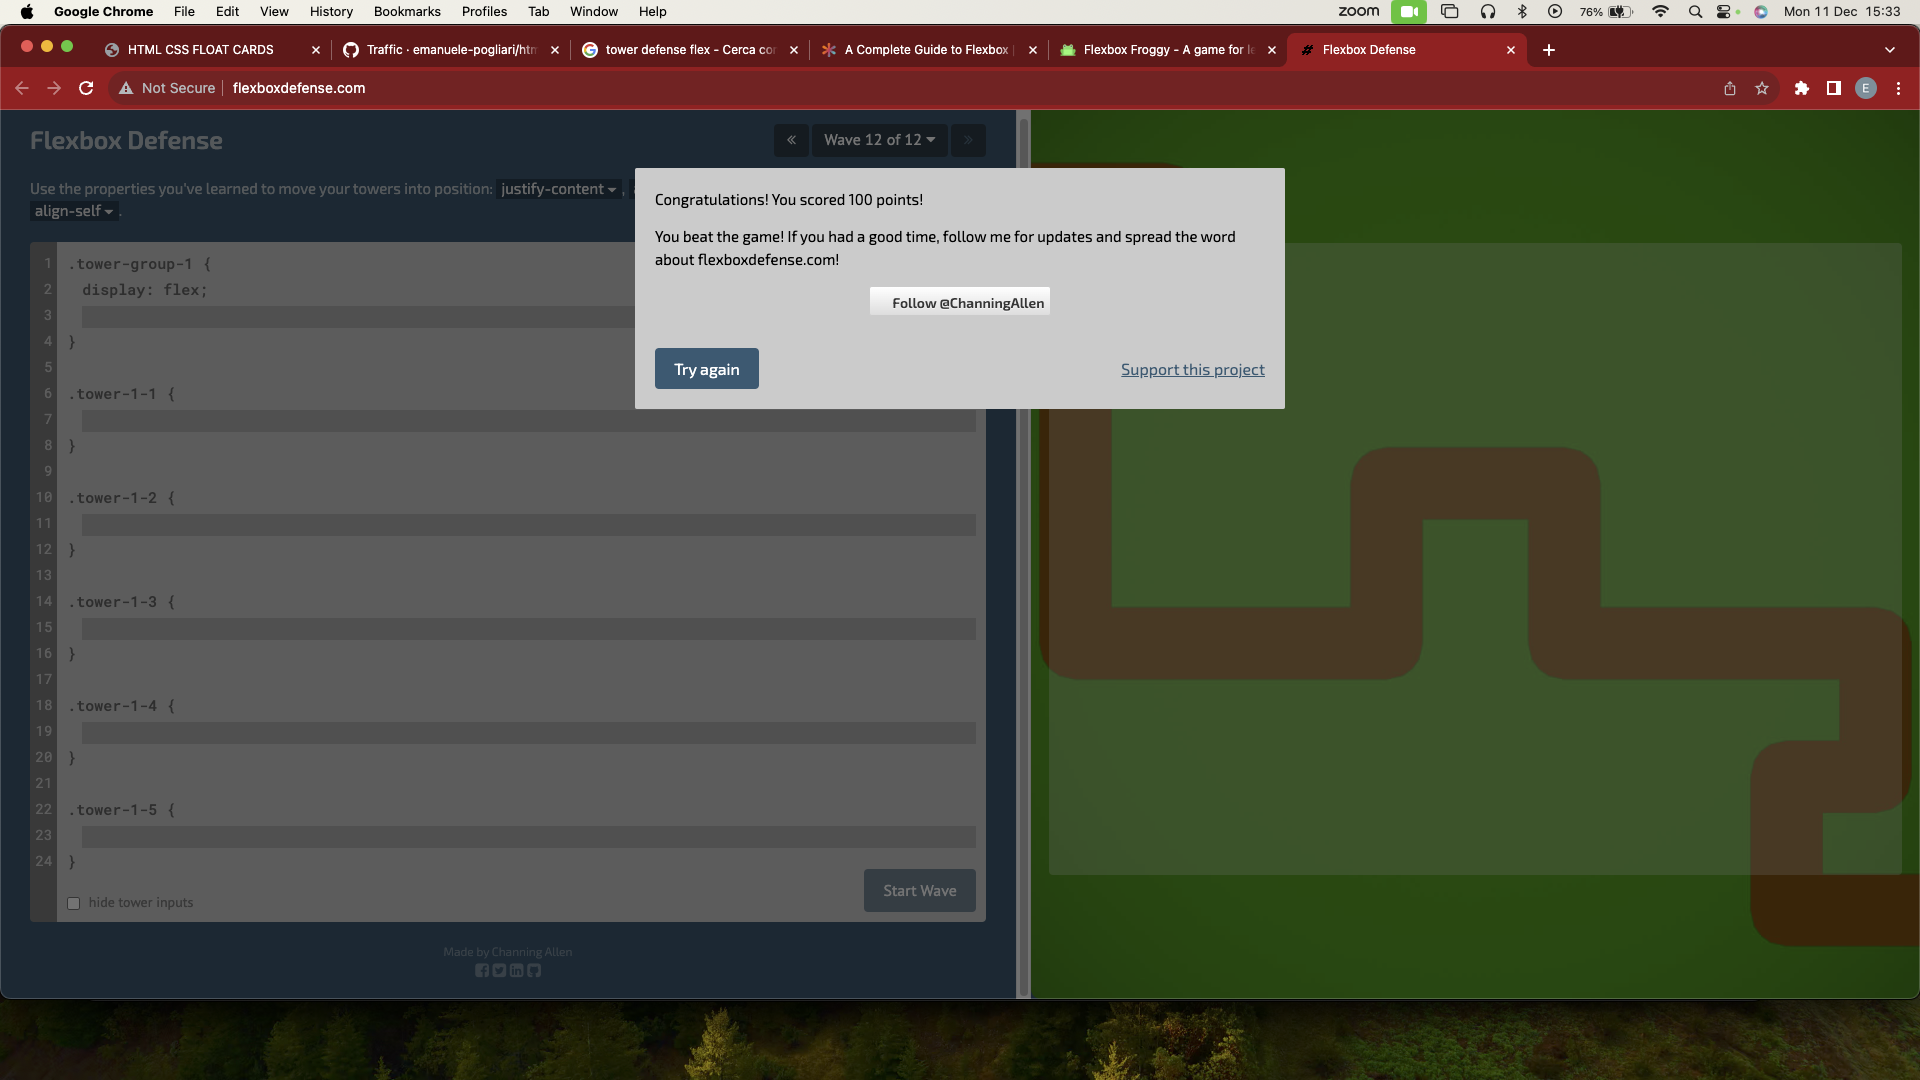 Google Chrome File Edit View History Bookmarks Profiles Tab Window Help zoom 76% Mon 11 Dec 15:33
HTML CSS FLOAT CARDS Traffic · emanuele-pogliari/htm tower defense flex - Cerca con A Complete Guide to Flexbox Flexbox Froggy - A game for le Flexbox Defense
Not Secure flexboxdefense.com E
Flexbox Defense
« Wave 12 of 12 »
Use the properties you've learned to move your towers into position: justify-content ,
align-self .
Congratulations! You scored 100 points!
You beat the game! If you had a good time, follow me for updates and spread the word
about flexboxdefense.com!
Follow @ChanningAllen
Try again
Support this project
1 .tower-group-1 {
2 display: flex;
3
4 }
5
6 .tower-1-1 {
7
8 }
9
10 .tower-1-2 {
11
12 }
13
14 .tower-1-3 {
15
16 }
17
18 .tower-1-4 {
19
20 }
21
22 .tower-1-5 {
23
24 }
hide tower inputs
Start Wave
Made by Channing Allen